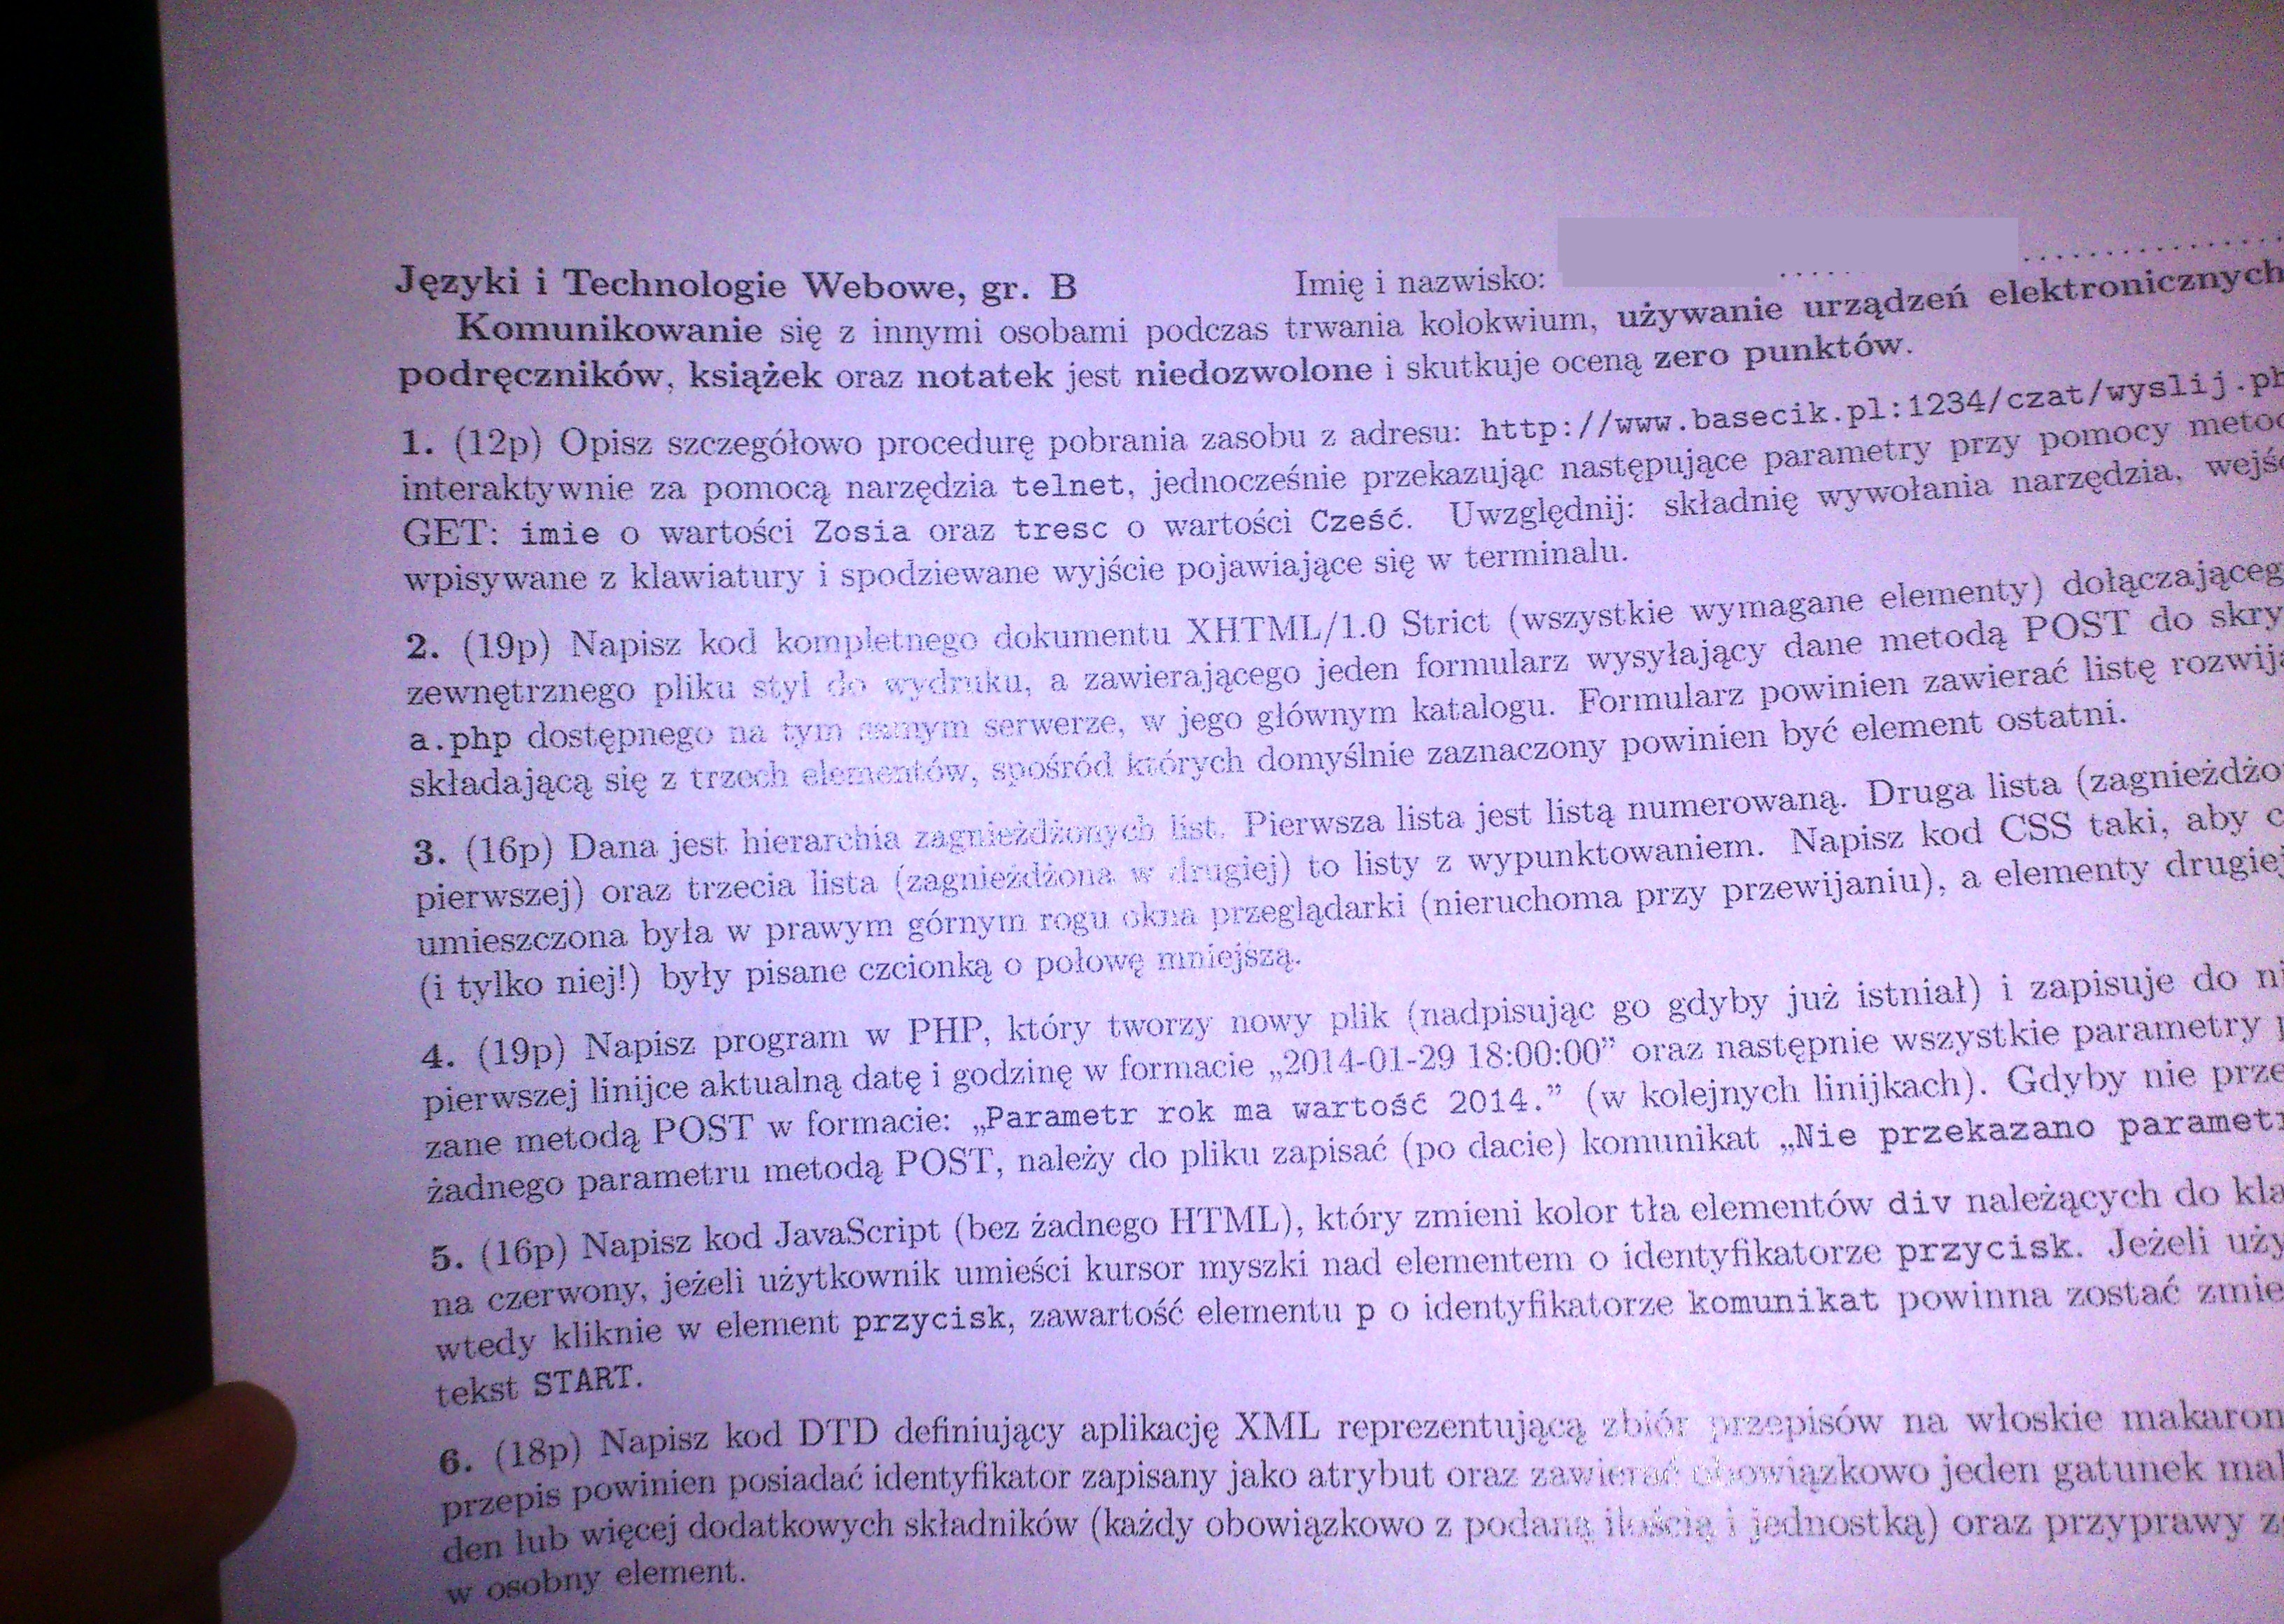 Języki i Technologie Webowe, gr. B Imię i nazwisko:
Komunikowanie się z innymi osobami podczas trwania kolokwium, używanie urządzeń elektronicznych
podręczników, książek oraz notatek jest niedozwolone i skutkuje oceną zero punktów.
1. (12p) Opisz szczegółowo procedurę pobrania zasobu z adresu: http://www.basecik.pl:1234/czat/wyslij.ph
interaktywnie za pomocą narzędzia telnet, jednocześnie przekazując następujące parametry przy pomocy
GET: imie o wartości Zosia oraz tresc o wartości Cześć. Uwzględnij: składnię wywołania narzędzia,
wpisywane z klawiatury i spodziewane wyjście pojawiające się w terminalu.
2. (19p) Napisz kod kompletnego dokumentu XHTML/1.0 Strict (wszystkie wymagane elementy)
zewnętrznego pliku styl do wydruku, a zawierającego jeden formularz wysyłający dane metodą POST do
a.php dostępnego na tym samym serwerze, w jego głównym katalogu. Formularz powinien zawierać listę
składającą się z trzech elementów, spośród których domyślnie zaznaczony powinien być element ostatni.
3. (16p) Dana jest hierarchia zagnieżdżonych list. Pierwsza lista jest listą numerowaną. Druga lista
pierwszej) oraz trzecia lista (zagnieżdżona w drugiej) to listy z wypunktowaniem. Napisz kod CSS taki, aby
umieszczona była w prawym górnym rogu okna przeglądarki (nieruchoma przy przewijaniu), a elementy drugiej
(i tylko niej!) były pisane czcionką o połowę mniejszą.
4. (19p) Napisz program w PHP, który tworzy nowy plik (nadpisując go gdyby już istniał) i zapisuje do
pierwszej linijce aktualną datę i godzinę w formacie „2014-01-29 18:00:00” oraz następnie wszystkie parametry
zane metodą POST w formacie: „Parametr rok ma wartość 2014.” (w kolejnych linijkach). Gdyby nie
żadnego parametru metodą POST, należy do pliku zapisać (po dacie) komunikat „Nie przekazano
5. (16p) Napisz kod JavaScript (bez żadnego HTML), który zmieni kolor tła elementów div należących do
na czerwony, jeżeli użytkownik umieści kursor myszki nad elementem o identyfikatorze przycisk. Jeżeli
wtedy kliknie w element przycisk, zawartość elementu p o identyfikatorze komunikat powinna zostać
tekst START.
6. (18p) Napisz kod DTD definiujący aplikację XML reprezentującą zbiór przepisów na włoskie
przepis powinien posiadać identyfikator zapisany jako atrybut oraz zawierać obowiązkowo jeden gatunek
den lub więcej dodatkowych składników (każdy obowiązkowo z podaną ilością i jednostką) oraz przyprawy
w osobny element.